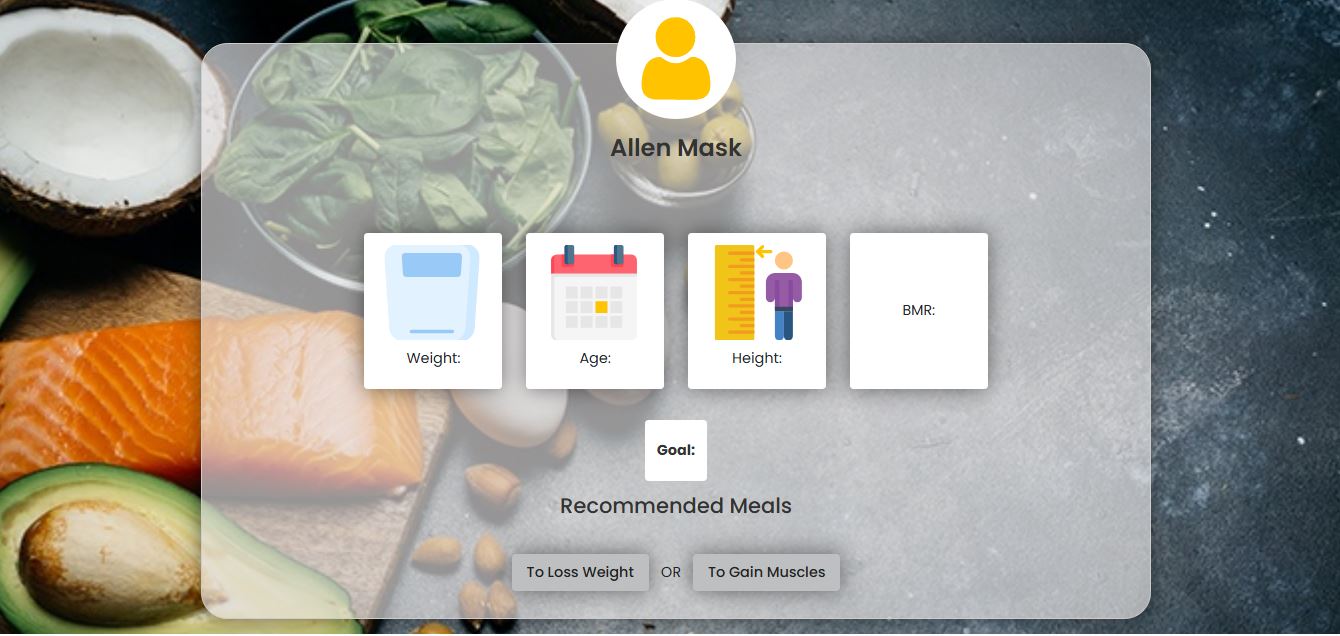 Allen Mask
Weight:
Age:
Height:
BMR:
Goal:
Recommended Meals
To Loss Weight
OR
To Gain Muscles